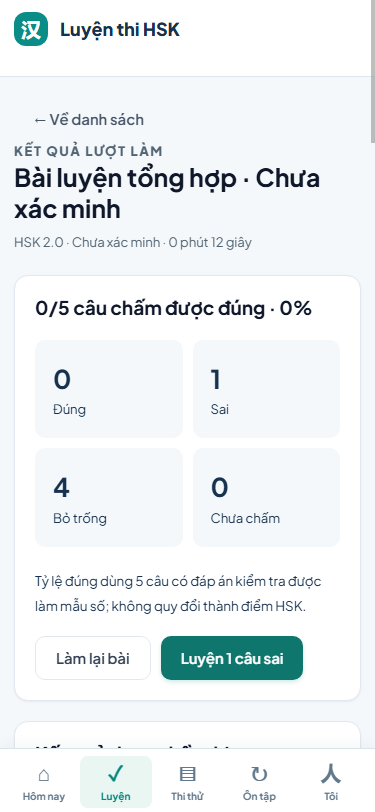 汉 Luyện thi HSK
← Về danh sách
KẾT QUẢ LƯỢT LÀM
Bài luyện tổng hợp · Chưa
xác minh
HSK 2.0 · Chưa xác minh · 0 phút 12 giây
0/5 câu chấm được đúng · 0%
0
Đúng
1
Sai
4
Bỏ trống
0
Chưa chấm
Tỷ lệ đúng dùng 5 câu có đáp án kiểm tra được
làm mẫu số; không quy đổi thành điểm HSK.
Làm lại bài
Luyện 1 câu sai
⌂ Hôm nay
✓ Luyện
▤ Thi thử
↻ Ôn tập
人 Tôi